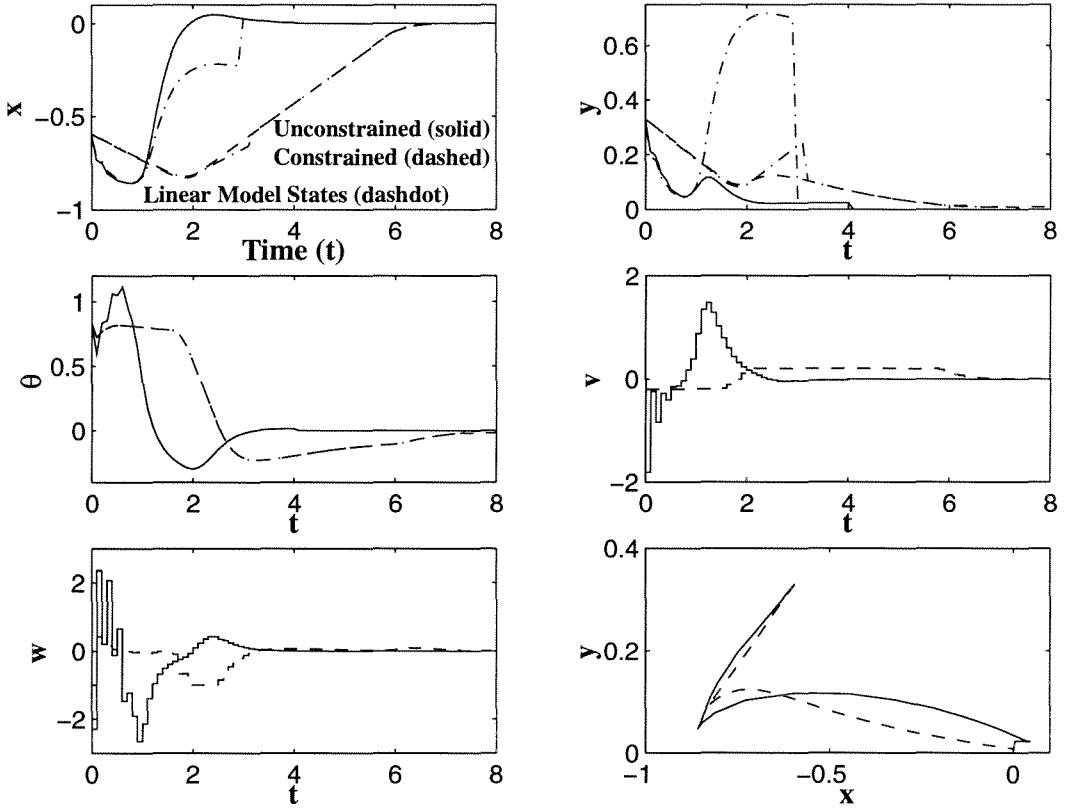 0
−0.5
−1
x
Unconstrained (solid)
Constrained (dashed)
Linear Model States (dashdot)
0 2 4 6 8
Time (t)
0.6
0.4
0.2
0
y
0 2 4 6 8
t
1
0.5
0
θ
0 2 4 6 8
t
2
0
−2
v
0 2 4 6 8
t
2
0
−2
w
0 2 4 6 8
t
0.4
0.2
0
y
−1 −0.5 0
x